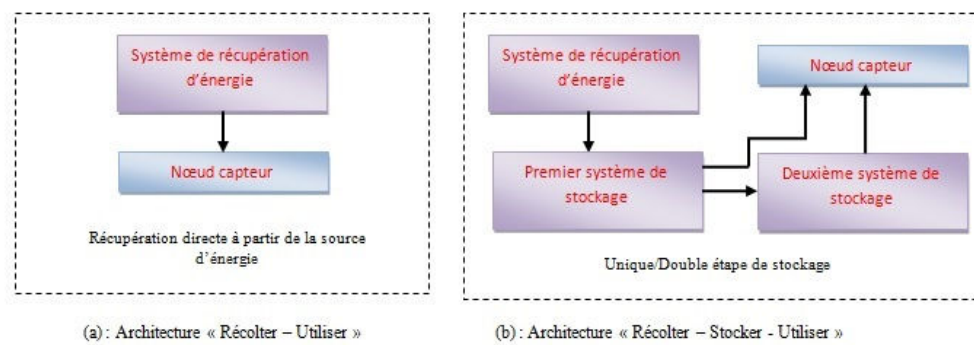 Système de récupération
d'énergie
Nœud capteur
Récupération directe à partir de la source
d'énergie
(a) : Architecture « Récolter – Utiliser »
Système de récupération
d'énergie
Nœud capteur
Premier système de
stockage
Deuxième système de
stockage
Unique/Double étape de stockage
(b) : Architecture « Récolter – Stocker - Utiliser »